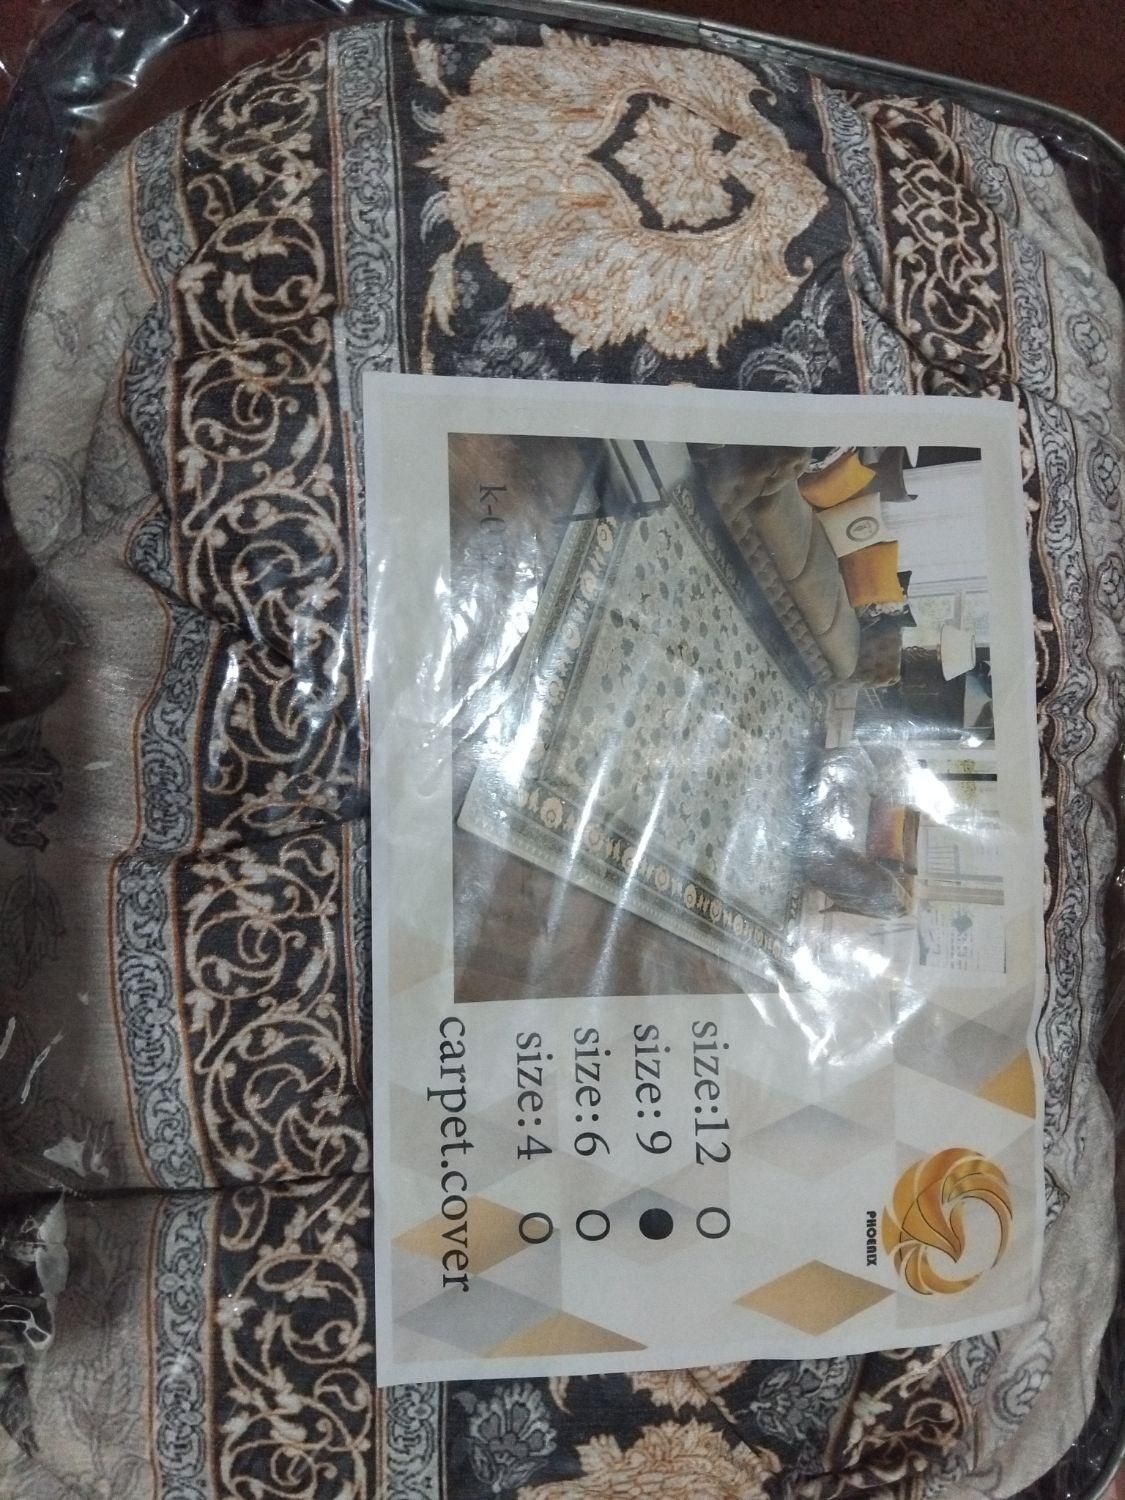 PHOENIX
size:12 O
size:9 ●
size:6 O
size:4 O
carpet.cover